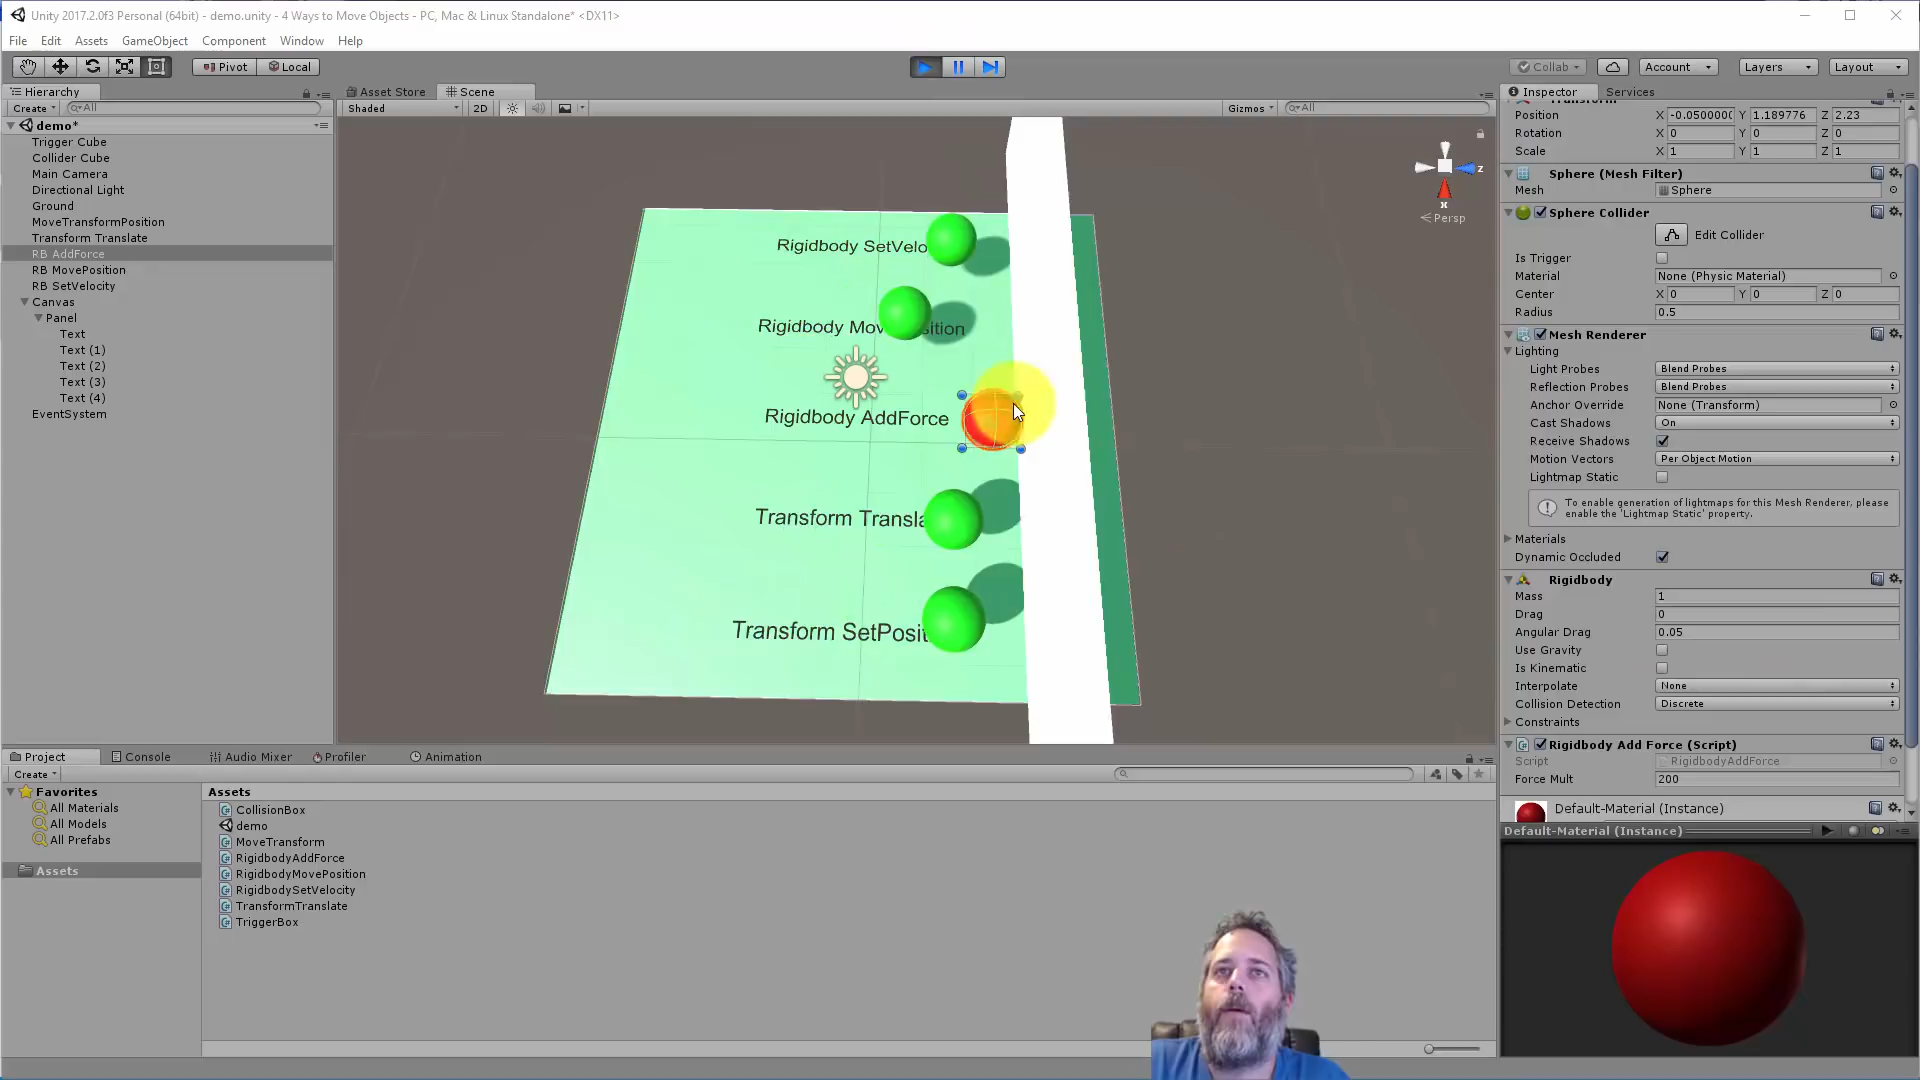 Unity 2017.2.0f3 Personal (64bit) - demo.unity - 4 Ways to Move Objects - PC, Mac & Linux Standalone* <DX11>
File Edit Assets GameObject Component Window Help
Pivot Local Collab Account Layers Layout
Hierarchy
Create All
demo*
Trigger Cube
Collider Cube
Main Camera
Directional Light
Ground
MoveTransformPosition
Transform Translate
RB AddForce
RB MovePosition
RB SetVelocity
Canvas
Panel
Text
Text (1)
Text (2)
Text (3)
Text (4)
EventSystem
Asset Store Scene
Shaded 2D Gizmos All
x
z
Persp
Rigidbody SetVelo
Rigidbody Mov sition
Rigidbody AddForce
Transform Transla
Transform SetPosit
Inspector Services
Transform
Position X -0.0500000 Y 1.189776 Z 2.23
Rotation X 0 Y 0 Z 0
Scale X 1 Y 1 Z 1
Sphere (Mesh Filter)
Mesh Sphere
Sphere Collider
Edit Collider
Is Trigger
Material None (Physic Material)
Center X 0 Y 0 Z 0
Radius 0.5
Mesh Renderer
Lighting
Light Probes Blend Probes
Reflection Probes Blend Probes
Anchor Override None (Transform)
Cast Shadows On
Receive Shadows
Motion Vectors Per Object Motion
Lightmap Static
To enable generation of lightmaps for this Mesh Renderer, please
enable the 'Lightmap Static' property.
Materials
Dynamic Occluded
Rigidbody
Mass 1
Drag 0
Angular Drag 0.05
Use Gravity
Is Kinematic
Interpolate None
Collision Detection Discrete
Constraints
Rigidbody Add Force (Script)
Script RigidbodyAddForce
Force Mult 200
Default-Material (Instance)
Default-Material (Instance)
Project Console Audio Mixer Profiler Animation
Create
Favorites
All Materials
All Models
All Prefabs
Assets
Assets
CollisionBox
demo
MoveTransform
RigidbodyAddForce
RigidbodyMovePosition
RigidbodySetVelocity
TransformTranslate
TriggerBox